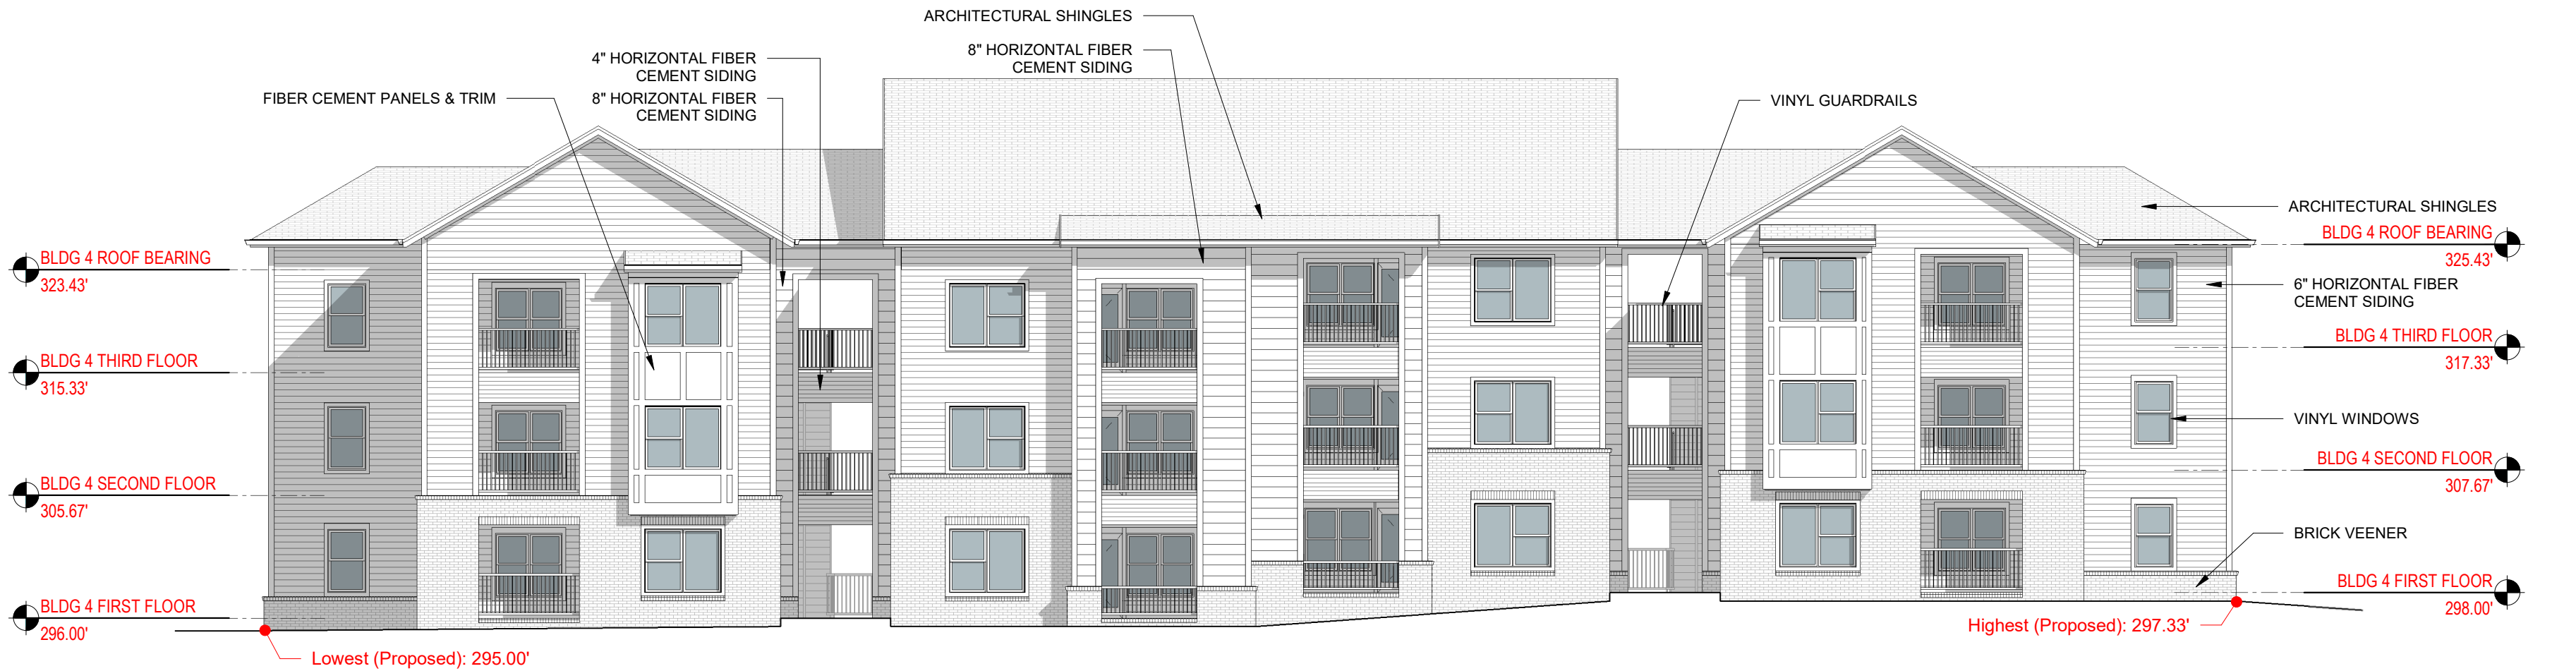 ARCHITECTURAL SHINGLES
8" HORIZONTAL FIBER
CEMENT SIDING
4" HORIZONTAL FIBER
CEMENT SIDING
FIBER CEMENT PANELS & TRIM
8" HORIZONTAL FIBER
CEMENT SIDING
VINYL GUARDRAILS
ARCHITECTURAL SHINGLES
BLDG 4 ROOF BEARING
323.43'
BLDG 4 THIRD FLOOR
315.33'
BLDG 4 SECOND FLOOR
305.67'
BLDG 4 FIRST FLOOR
296.00'
Lowest (Proposed): 295.00'
BLDG 4 ROOF BEARING
325.43'
6" HORIZONTAL FIBER
CEMENT SIDING
BLDG 4 THIRD FLOOR
317.33'
VINYL WINDOWS
BLDG 4 SECOND FLOOR
307.67'
BRICK VEENER
BLDG 4 FIRST FLOOR
298.00'
Highest (Proposed): 297.33'